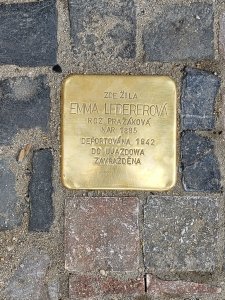 ZDE ŽILA
EMMA LEDEREROVÁ
ROZ. PRAŽÁKOVÁ
NAR. 1885
DEPORTOVÁNA 1942
DO UJAZDOWA
ZAVRAŽDĚNA